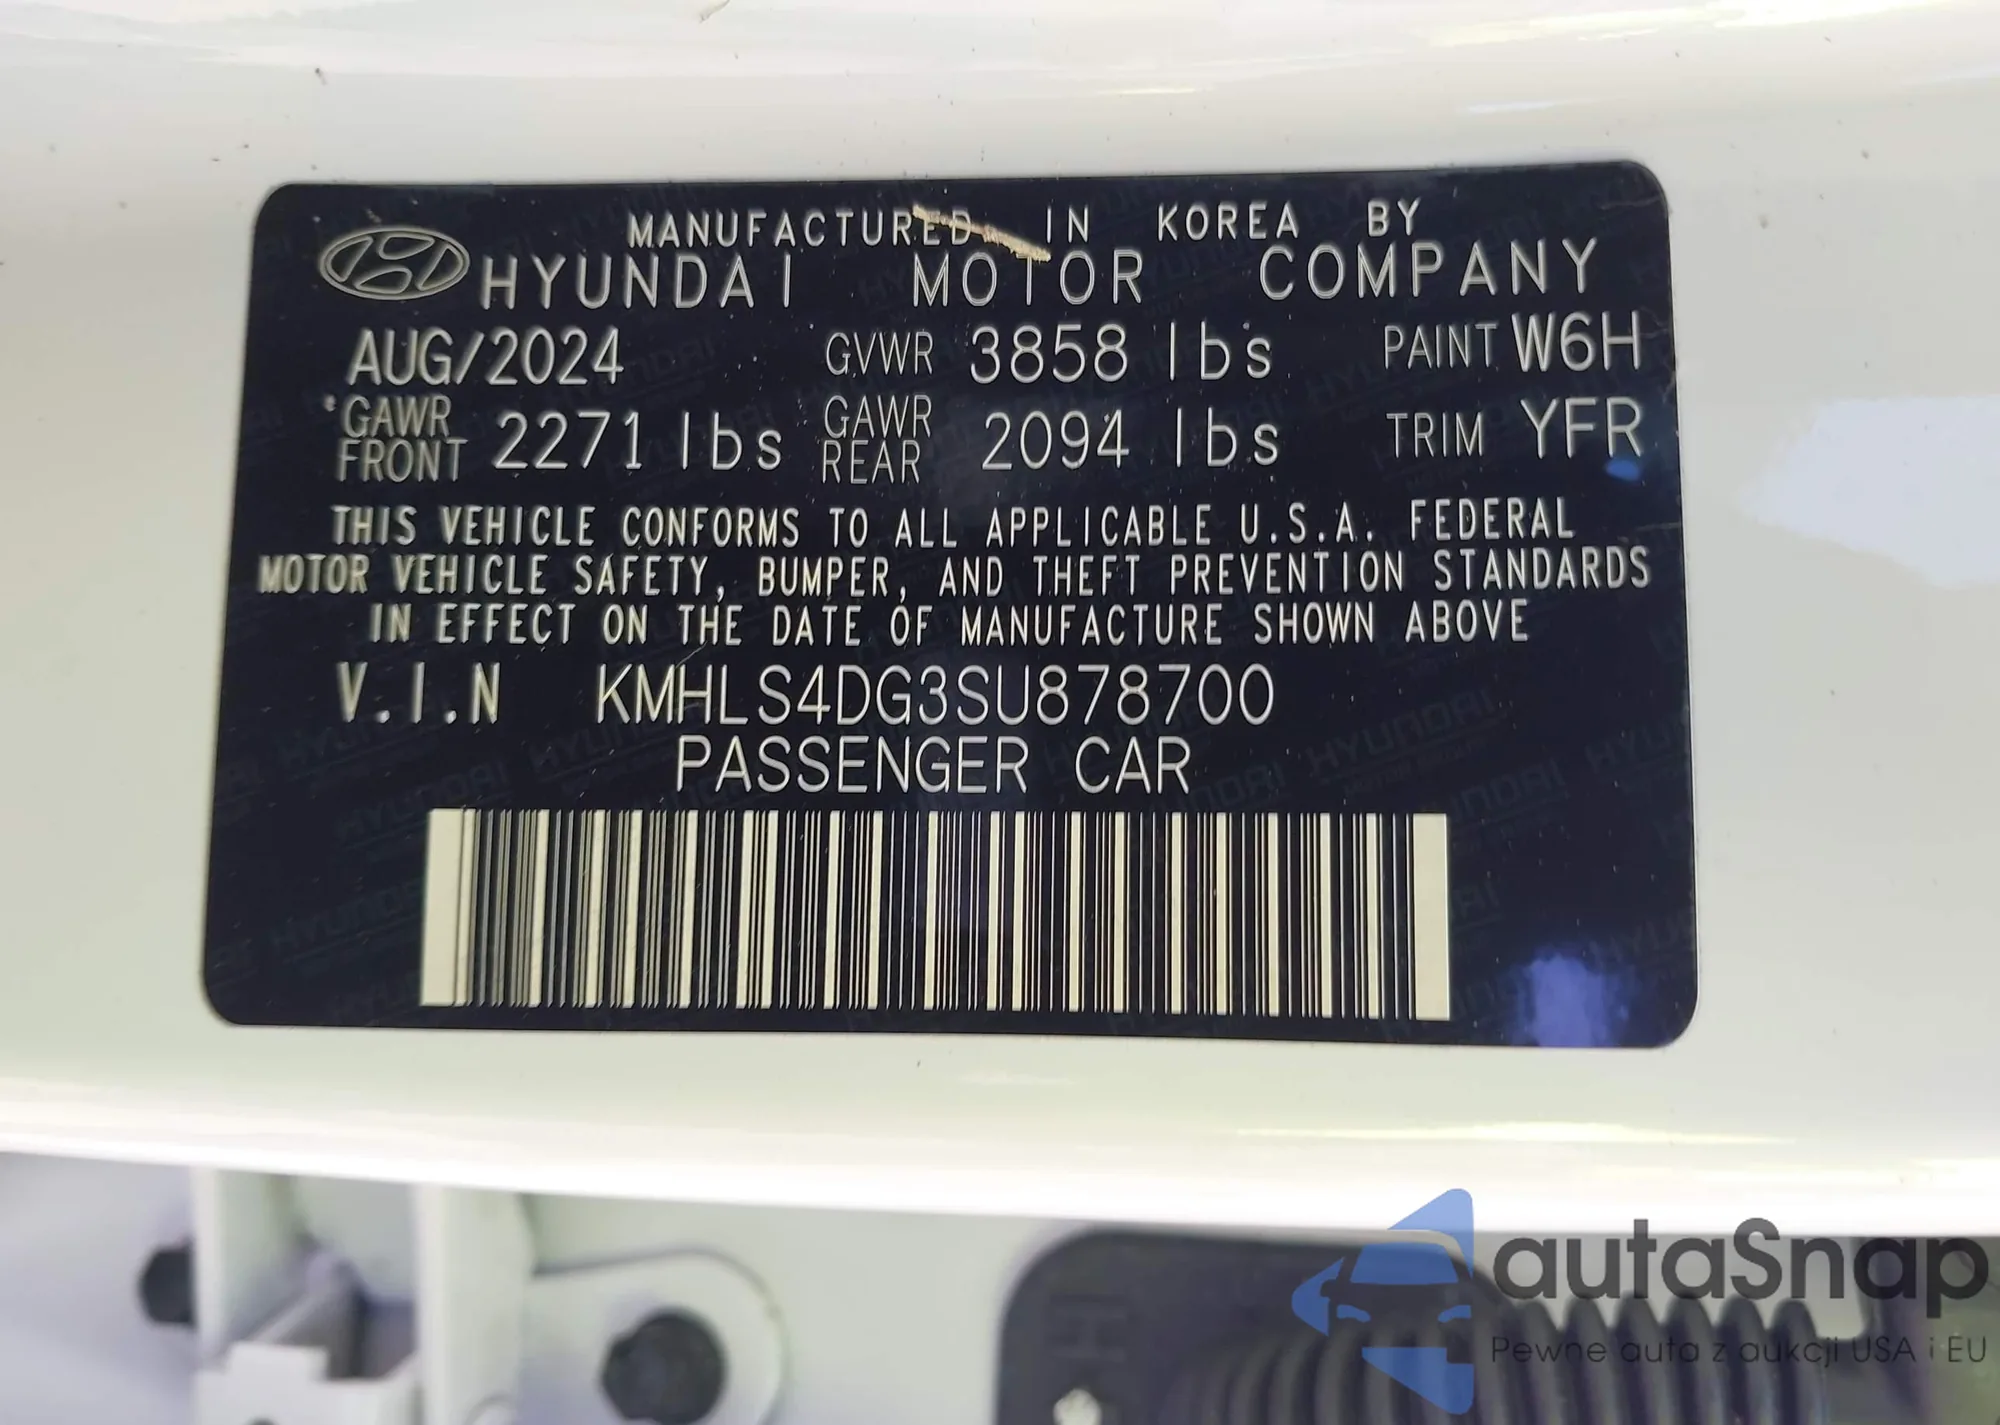 MANUFACTURED IN KOREA BY
HYUNDAI MOTOR COMPANY
AUG/2024 GVWR 3858 lbs PAINT W6H
GAWR FRONT 2271 lbs GAWR REAR 2094 lbs TRIM YFR
THIS VEHICLE CONFORMS TO ALL APPLICABLE U.S.A. FEDERAL
MOTOR VEHICLE SAFETY, BUMPER, AND THEFT PREVENTION STANDARDS
IN EFFECT ON THE DATE OF MANUFACTURE SHOWN ABOVE
V.I.N KMHLS4DG3SU878700
PASSENGER CAR
autaSnap
Pewne auta z aukcji USA i EU